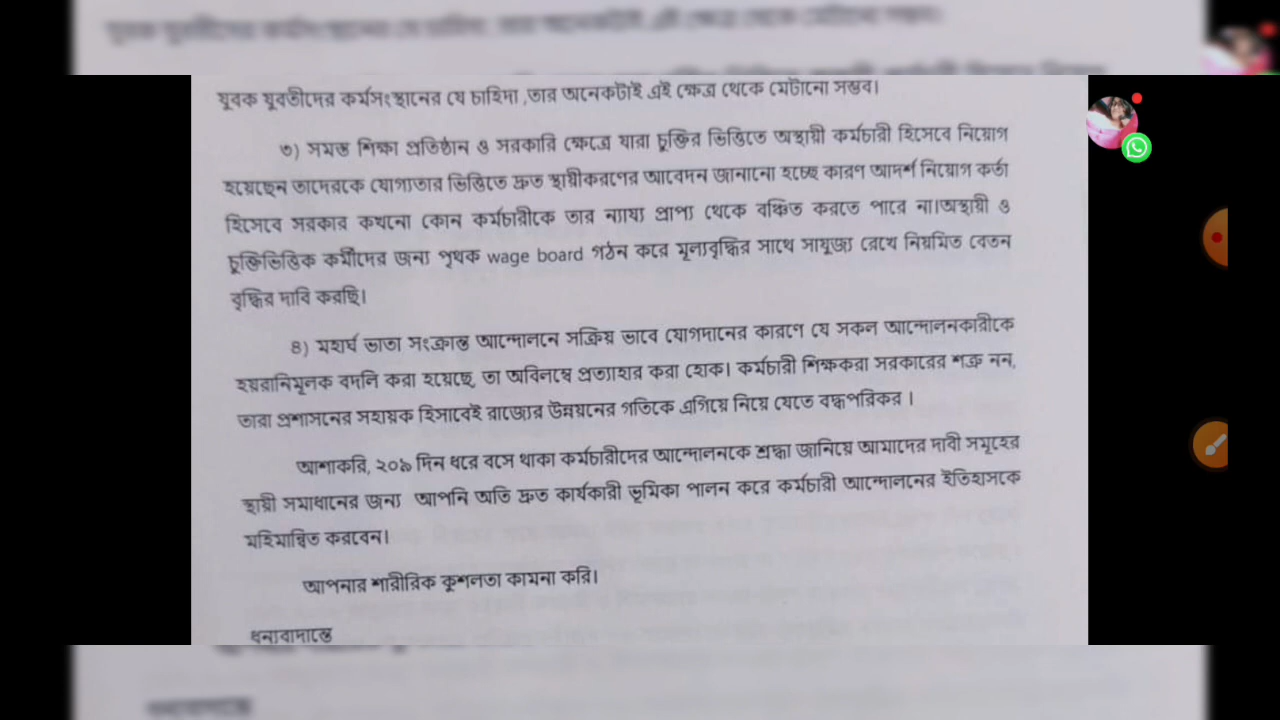 যুবক যুবতীদের কর্মসংস্থানের যে চাহিদা ,তার অনেকটাই এই ক্ষেত্র থেকে মেটানো সম্ভব।
৩) সমস্ত শিক্ষা প্রতিষ্ঠান ও সরকারি ক্ষেত্রে যারা চুক্তির ভিত্তিতে অস্থায়ী কর্মচারী হিসেবে নিয়োগ
হয়েছেন তাদেরকে যোগ্যতার ভিত্তিতে দ্রুত স্থায়ীকরণের আবেদন জানানো হচ্ছে কারণ আদর্শ নিয়োগ কর্তা
হিসেবে সরকার কখনো কোন কর্মচারীকে তার ন্যায্য প্রাপ্য থেকে বঞ্চিত করতে পারে না।অস্থায়ী ও
চুক্তিভিত্তিক কর্মীদের জন্য পৃথক wage board গঠন করে মূল্যবৃদ্ধির সাথে সাযুজ্য রেখে নিয়মিত বেতন
বৃদ্ধির দাবি করছি।
৪) মহার্ঘ ভাতা সংক্রান্ত আন্দোলনে সক্রিয় ভাবে যোগদানের কারণে যে সকল আন্দোলনকারীকে
হয়রানিমূলক বদলি করা হয়েছে, তা অবিলম্বে প্রত্যাহার করা হোক। কর্মচারী শিক্ষকরা সরকারের শত্রু নন,
তারা প্রশাসনের সহায়ক হিসাবেই রাজ্যের উন্নয়নের গতিকে এগিয়ে নিয়ে যেতে বদ্ধপরিকর ।
আশাকরি, ২০৯ দিন ধরে বসে থাকা কর্মচারীদের আন্দোলনকে শ্রদ্ধা জানিয়ে আমাদের দাবী সমূহের
স্থায়ী সমাধানের জন্য আপনি অতি দ্রুত কার্যকারী ভূমিকা পালন করে কর্মচারী আন্দোলনের ইতিহাসকে
মহিমান্বিত করবেন।
আপনার শারীরিক কুশলতা কামনা করি।
ধন্যবাদান্তে